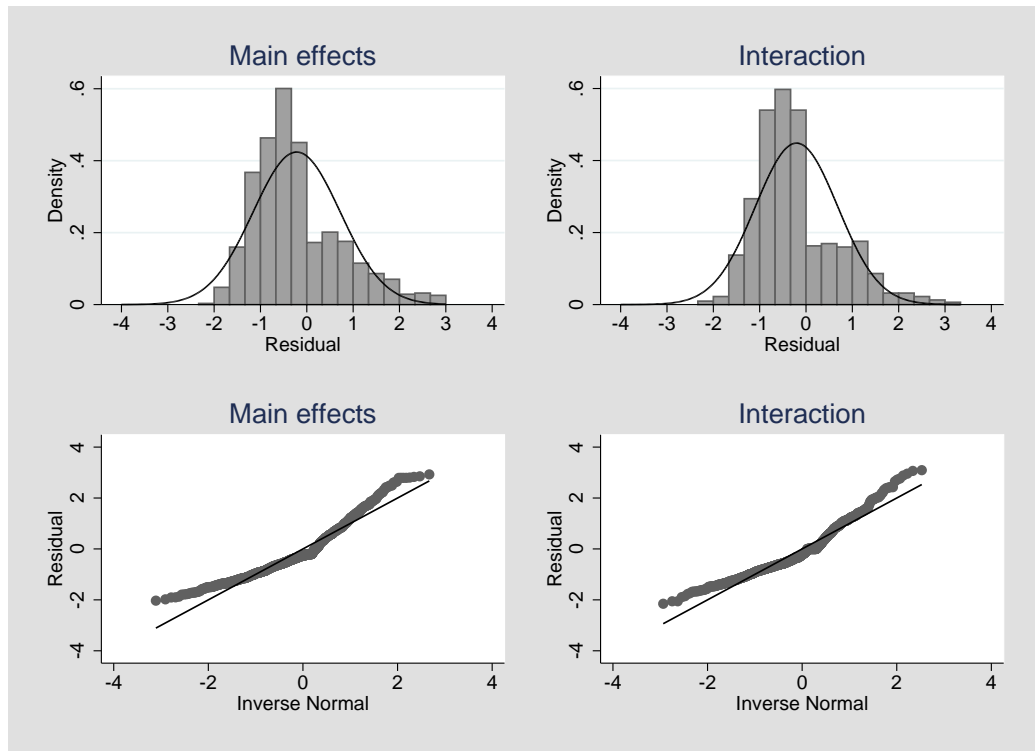 Main effects
Density
0 .2 .4 .6
-4 -3 -2 -1 0 1 2 3 4
Residual
Interaction
Density
0 .2 .4 .6
-4 -3 -2 -1 0 1 2 3 4
Residual
Main effects
Residual
-4 -2 0 2 4
-4 -2 0 2 4
Inverse Normal
Interaction
Residual
-4 -2 0 2 4
-4 -2 0 2 4
Inverse Normal